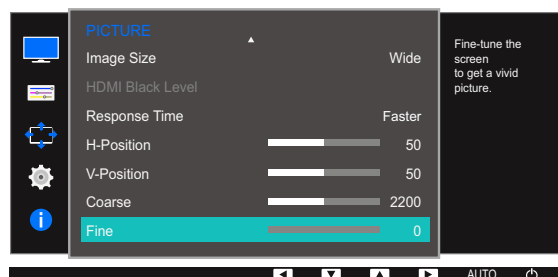 PICTURE
Image Size Wide
HDMI Black Level
Response Time Faster
H-Position 50
V-Position 50
Coarse 2200
Fine 0
Fine-tune the
screen
to get a vivid
picture.
AUTO